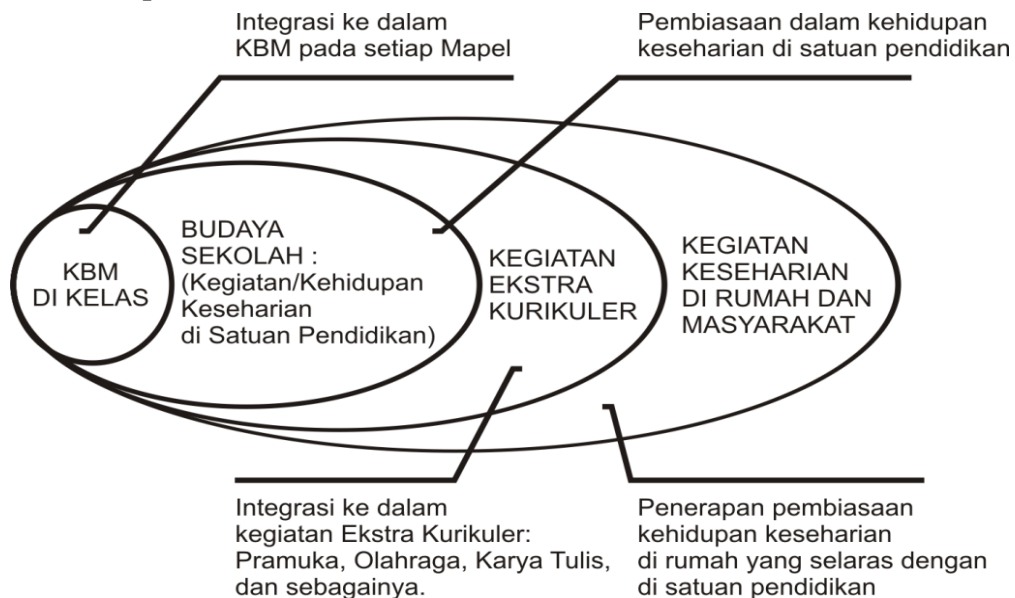 Integrasi ke dalam
KBM pada setiap Mapel
Pembiasaan dalam kehidupan
keseharian di satuan pendidikan
KBM
DI KELAS
BUDAYA
SEKOLAH :
(Kegiatan/Kehidupan
Keseharian
di Satuan Pendidikan)
KEGIATAN
EKSTRA
KURIKULER
KEGIATAN
KESEHARIAN
DI RUMAH DAN
MASYARAKAT
Integrasi ke dalam
kegiatan Ekstra Kurikuler:
Pramuka, Olahraga, Karya Tulis,
dan sebagainya.
Penerapan pembiasaan
kehidupan keseharian
di rumah yang selaras dengan
di satuan pendidikan